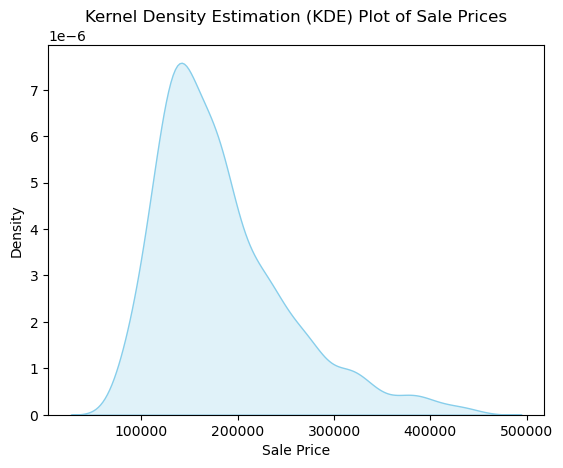 Kernel Density Estimation (KDE) Plot of Sale Prices
1e−6
7
6
5
4
3
2
1
0
Density
100000 200000 300000 400000 500000
Sale Price